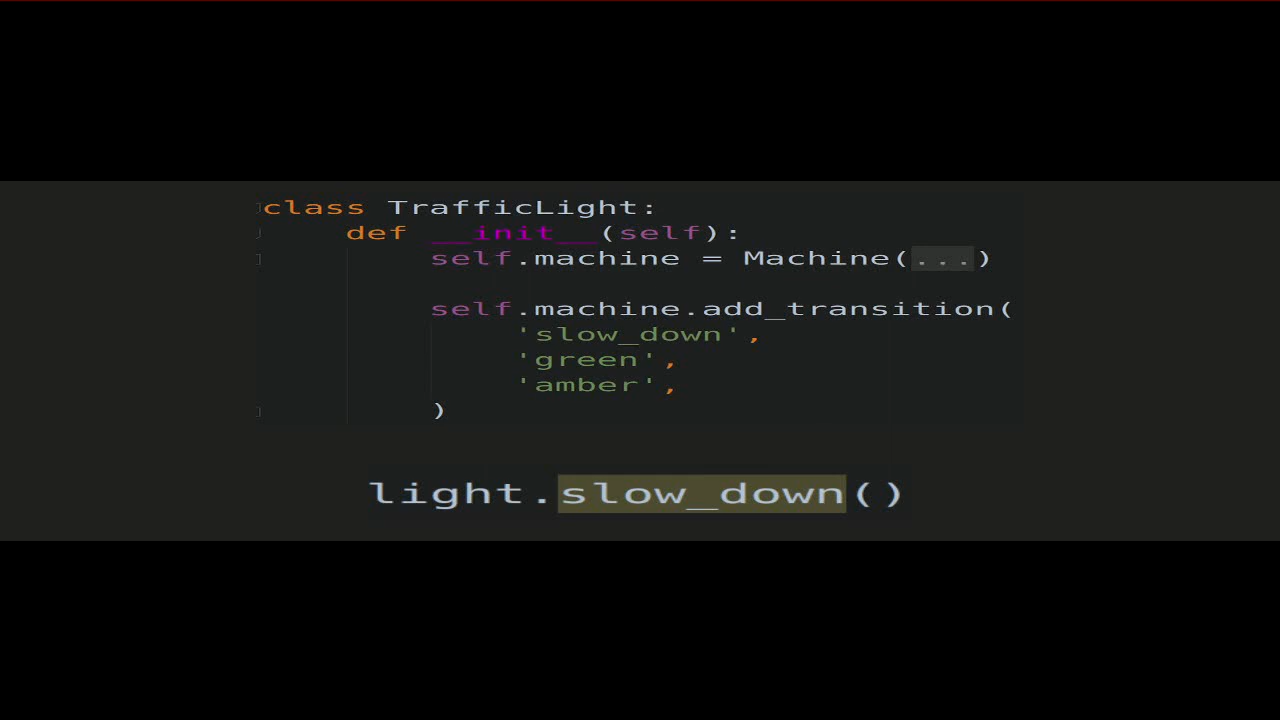 class TrafficLight:
def __init__(self):
self.machine = Machine(...)
self.machine.add_transition(
'slow_down',
'green',
'amber',
)
light.slow_down()